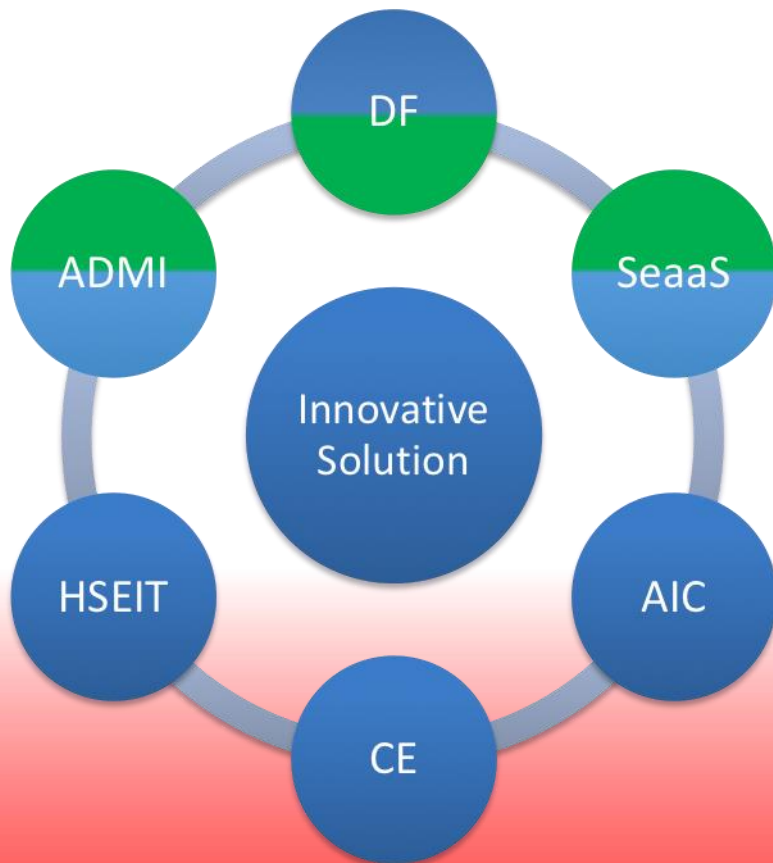 DF
ADMI
SeaaS
Innovative
Solution
HSEIT
AIC
CE